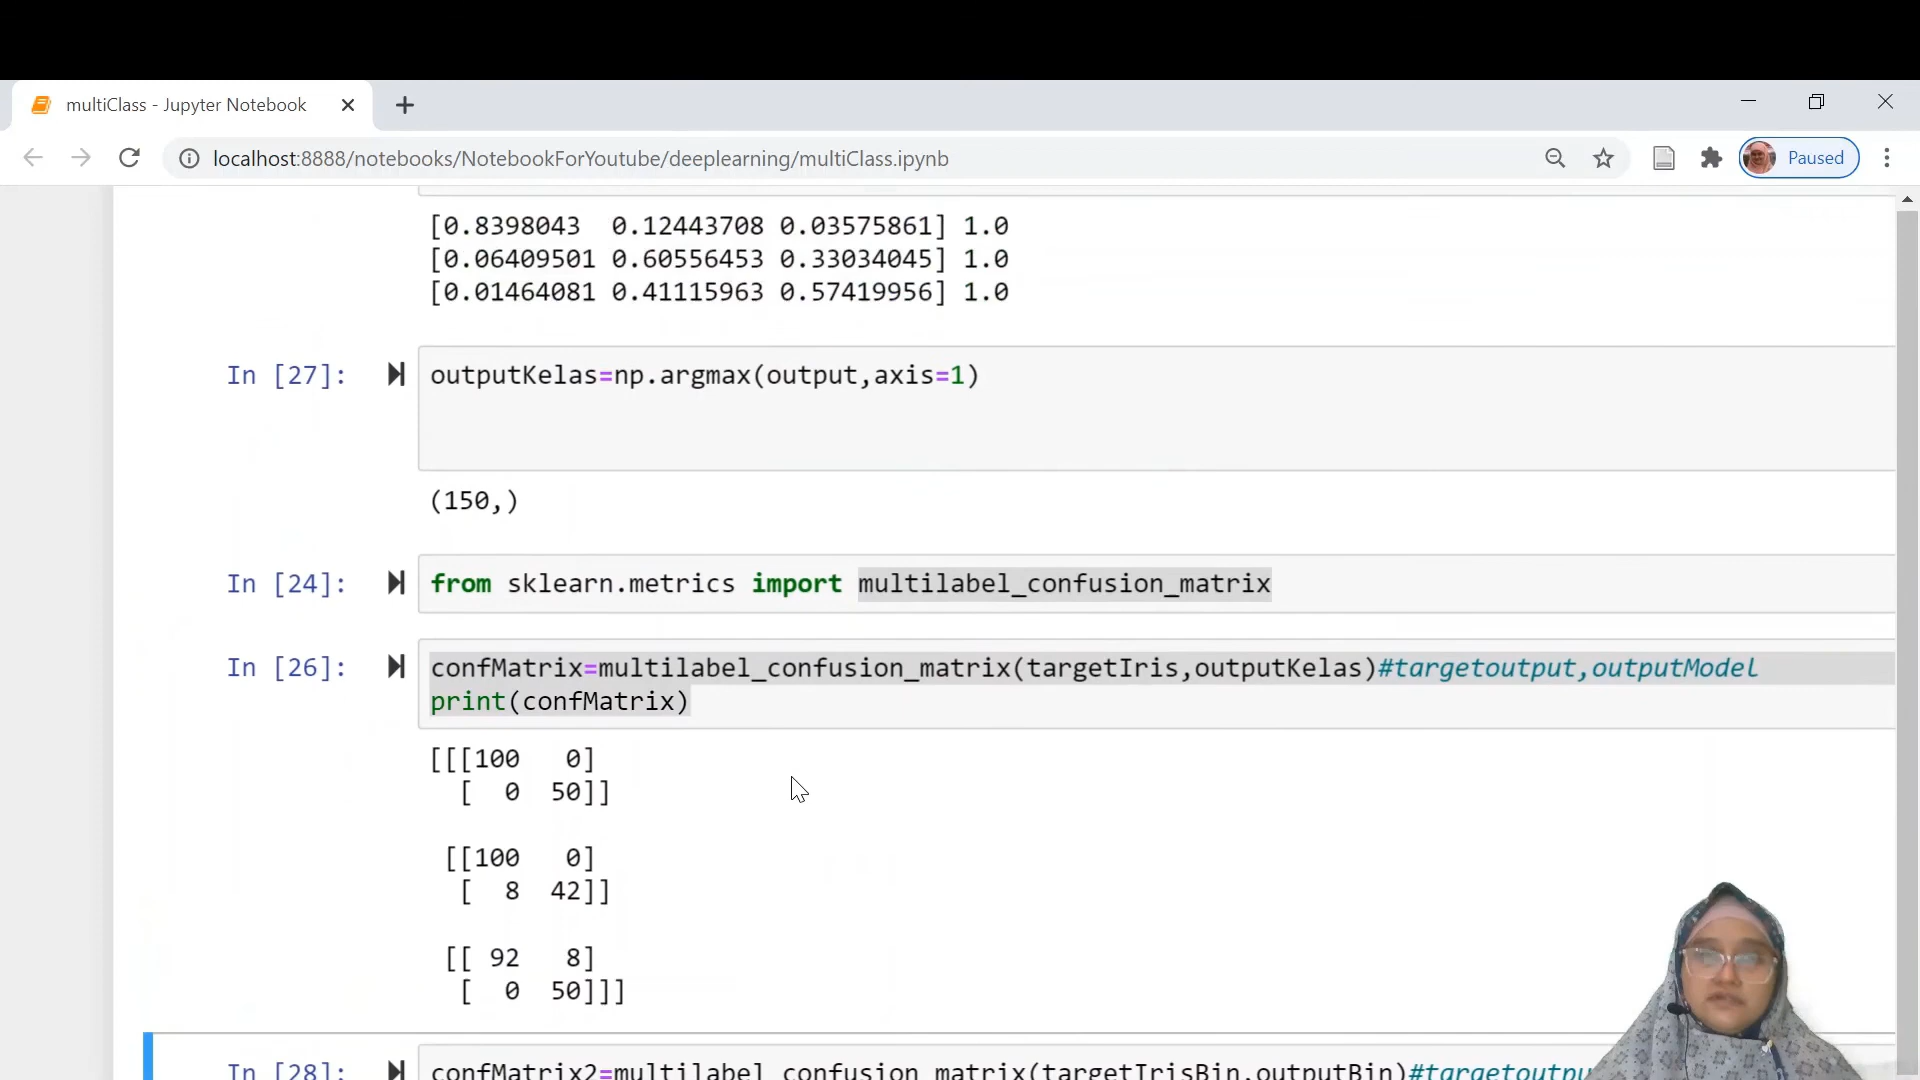 multiClass - Jupyter Notebook
localhost:8888/notebooks/NotebookForYoutube/deeplearning/multiClass.ipynb
Paused
[0.8398043  0.12443708 0.03575861] 1.0
[0.06409501 0.60556453 0.33034045] 1.0
[0.01464081 0.41115963 0.57419956] 1.0
In [27]: outputKelas=np.argmax(output,axis=1)
(150,)
In [24]: from sklearn.metrics import multilabel_confusion_matrix
In [26]: confMatrix=multilabel_confusion_matrix(targetIris,outputKelas)#targetoutput,outputModel
print(confMatrix)
[[[100   0]
[  0  50]]
[[100   0]
[  8  42]]
[[ 92   8]
[  0  50]]]
In [28]: confMatrix2=multilabel_confusion_matrix(targetIrisBin,outputBin)#targetoutpu